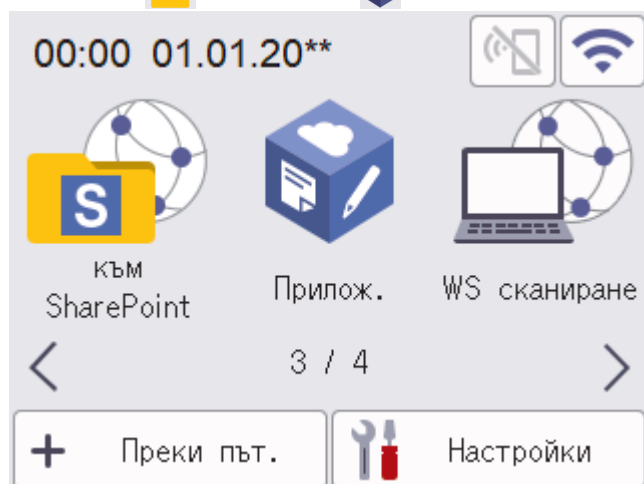 00:00 01.01.20**
S
към
SharePoint
Прилож.
WS сканиране
3 / 4
Преки път.
Настройки